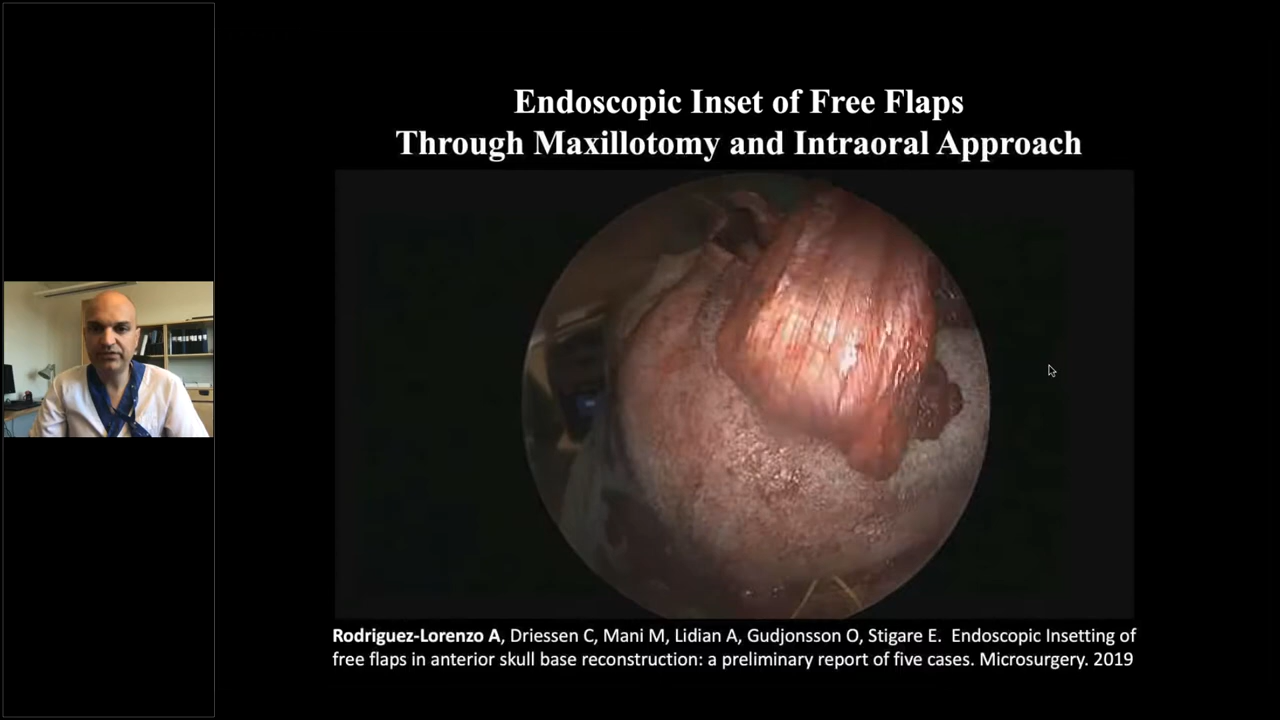 Endoscopic Inset of Free Flaps
Through Maxillotomy and Intraoral Approach
Rodriguez-Lorenzo A, Driessen C, Mani M, Lidian A, Gudjonsson O, Stigare E. Endoscopic Insetting of
free flaps in anterior skull base reconstruction: a preliminary report of five cases. Microsurgery. 2019